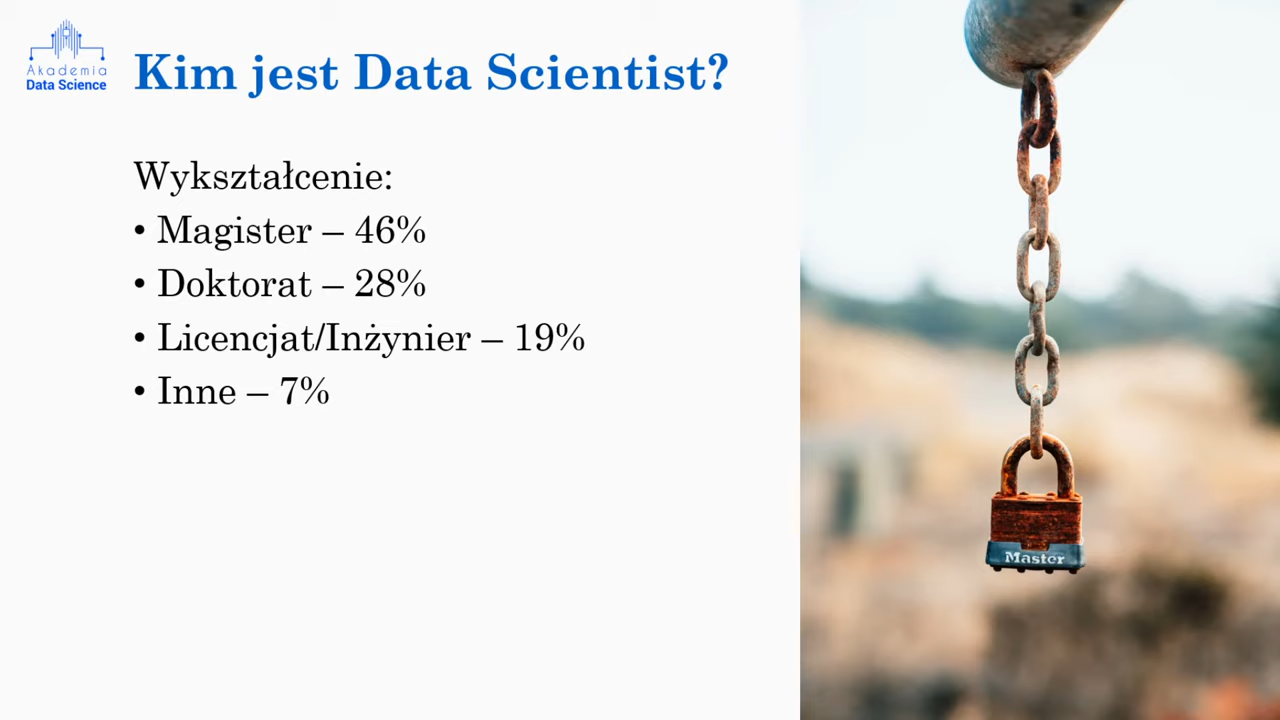 Akademia
Data Science
Kim jest Data Scientist?
Wykształcenie:
• Magister – 46%
• Doktorat – 28%
• Licencjat/Inżynier – 19%
• Inne – 7%
Master